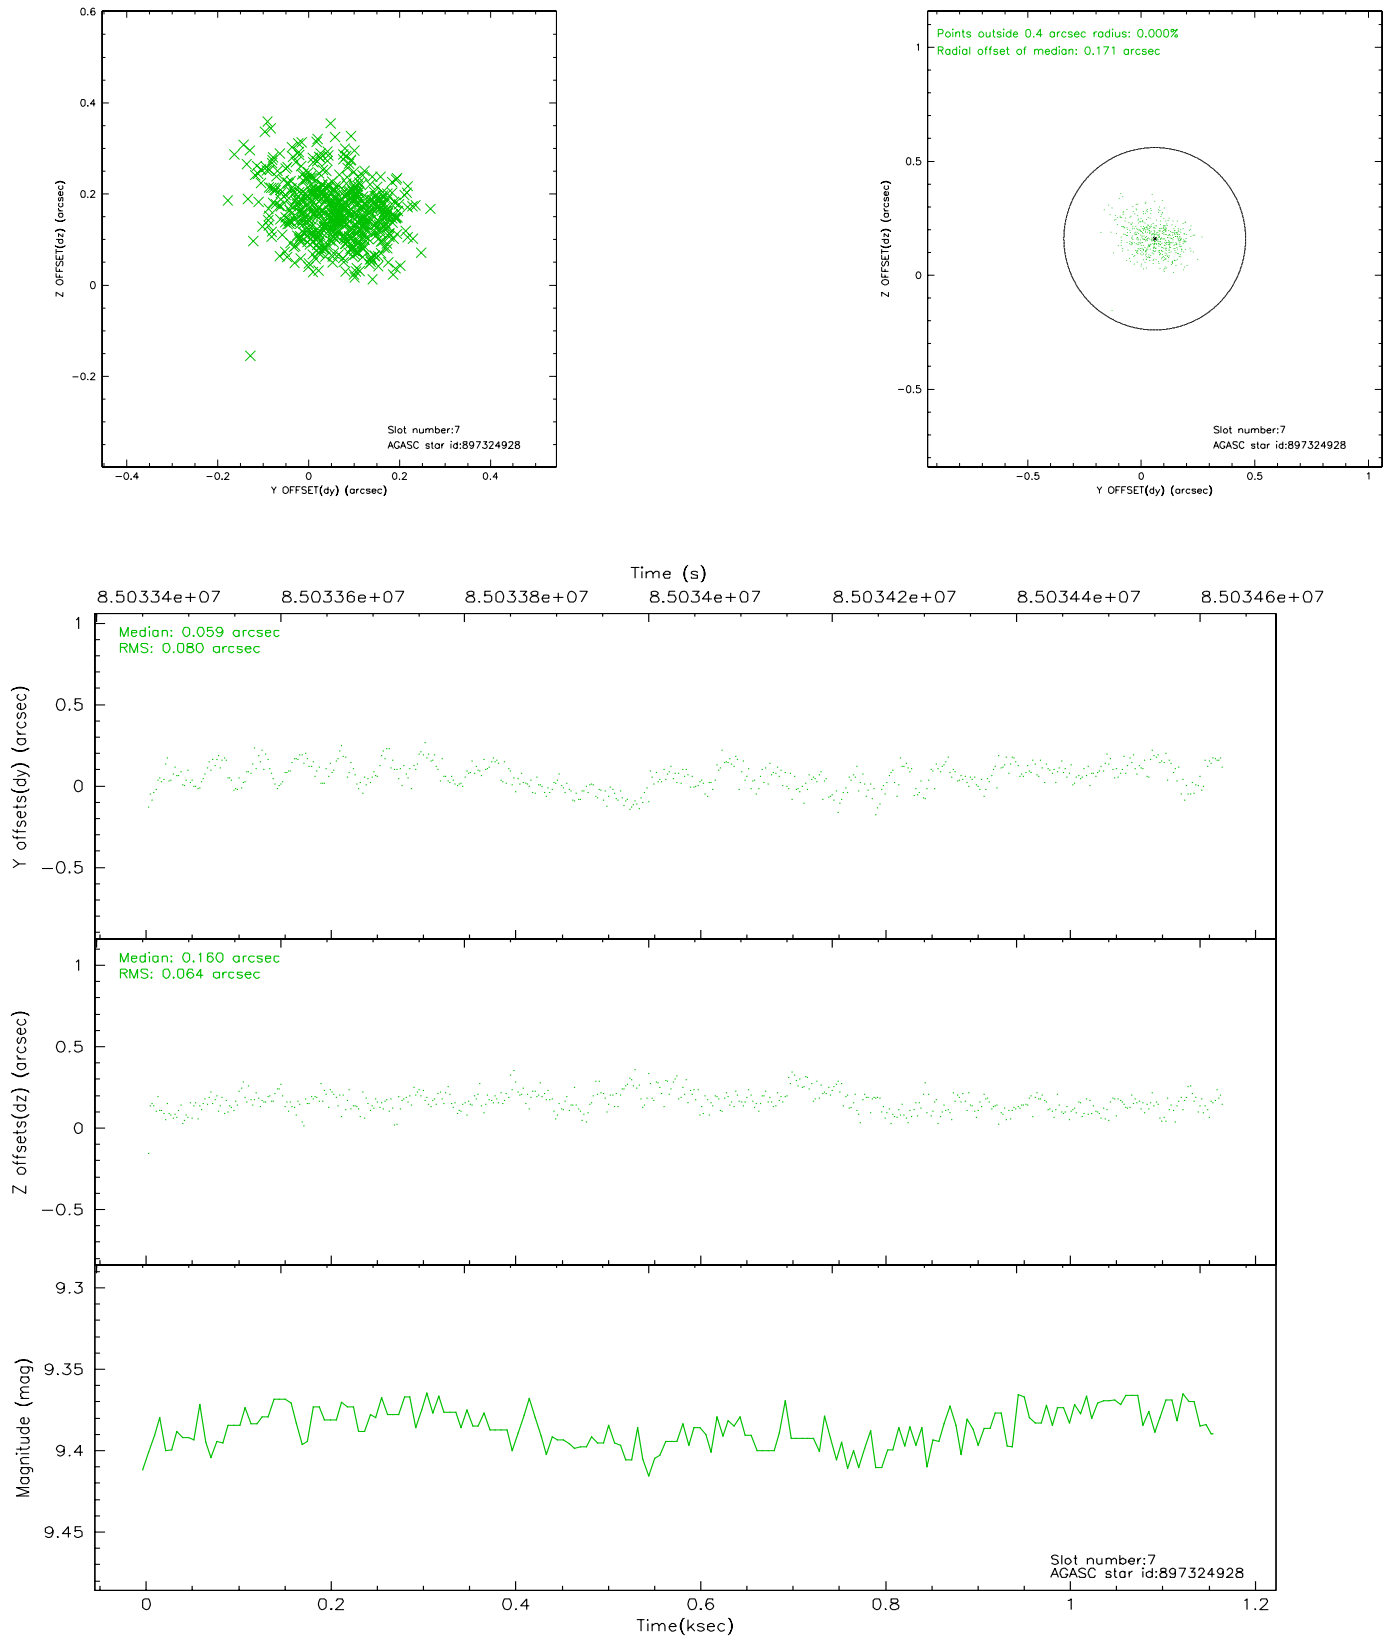 0.6
0.4
0.2
0
−0.2
Z OFFSET(dz) (arcsec)
Slot number:7
AGASC star id:897324928
−0.4 −0.2 0 0.2 0.4
Y OFFSET(dy) (arcsec)
Points outside 0.4 arcsec radius: 0.000%
Radial offset of median: 0.171 arcsec
1
0.5
0
−0.5
Z OFFSET(dz) (arcsec)
Slot number:7
AGASC star id:897324928
−0.5 0 0.5 1
Y OFFSET(dy) (arcsec)
Time (s)
8.50334e+07 8.50336e+07 8.50338e+07 8.5034e+07 8.50342e+07 8.50344e+07 8.50346e+07
Median: 0.059 arcsec
RMS: 0.080 arcsec
1
0.5
0
−0.5
Y offsets(dy) (arcsec)
Median: 0.160 arcsec
RMS: 0.064 arcsec
1
0.5
0
−0.5
Z offsets(dz) (arcsec)
9.3
9.35
9.4
9.45
Magnitude (mag)
Slot number:7
AGASC star id:897324928
0 0.2 0.4 0.6 0.8 1 1.2
Time(ksec)